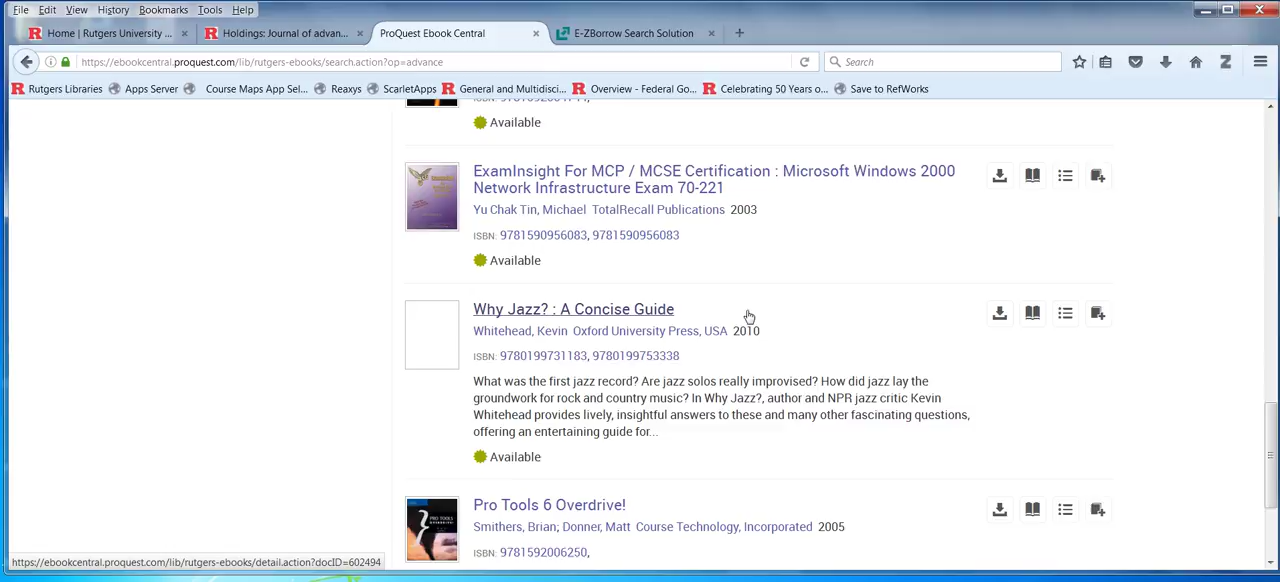 File Edit View History Bookmarks Tools Help
Home | Rutgers University ... × Holdings: Journal of advan... × ProQuest Ebook Central × E-ZBorrow Search Solution × +
https://ebookcentral.proquest.com/lib/rutgers-ebooks/search.action?op=advance Search
Rutgers Libraries Apps Server Course Maps App Sel... Reaxys ScarletApps General and Multidisci... Overview - Federal Go... Celebrating 50 Years o... Save to RefWorks
Available
ExamInsight For MCP / MCSE Certification : Microsoft Windows 2000
Network Infrastructure Exam 70-221
Yu Chak Tin, Michael TotalRecall Publications 2003
ISBN: 9781590956083, 9781590956083
Available
Why Jazz? : A Concise Guide
Whitehead, Kevin Oxford University Press, USA 2010
ISBN: 9780199731183, 9780199753338
What was the first jazz record? Are jazz solos really improvised? How did jazz lay the
groundwork for rock and country music? In Why Jazz?, author and NPR jazz critic Kevin
Whitehead provides lively, insightful answers to these and many other fascinating questions,
offering an entertaining guide for...
Available
Pro Tools 6 Overdrive!
Smithers, Brian; Donner, Matt Course Technology, Incorporated 2005
ISBN: 9781592006250,
https://ebookcentral.proquest.com/lib/rutgers-ebooks/detail.action?docID=602494